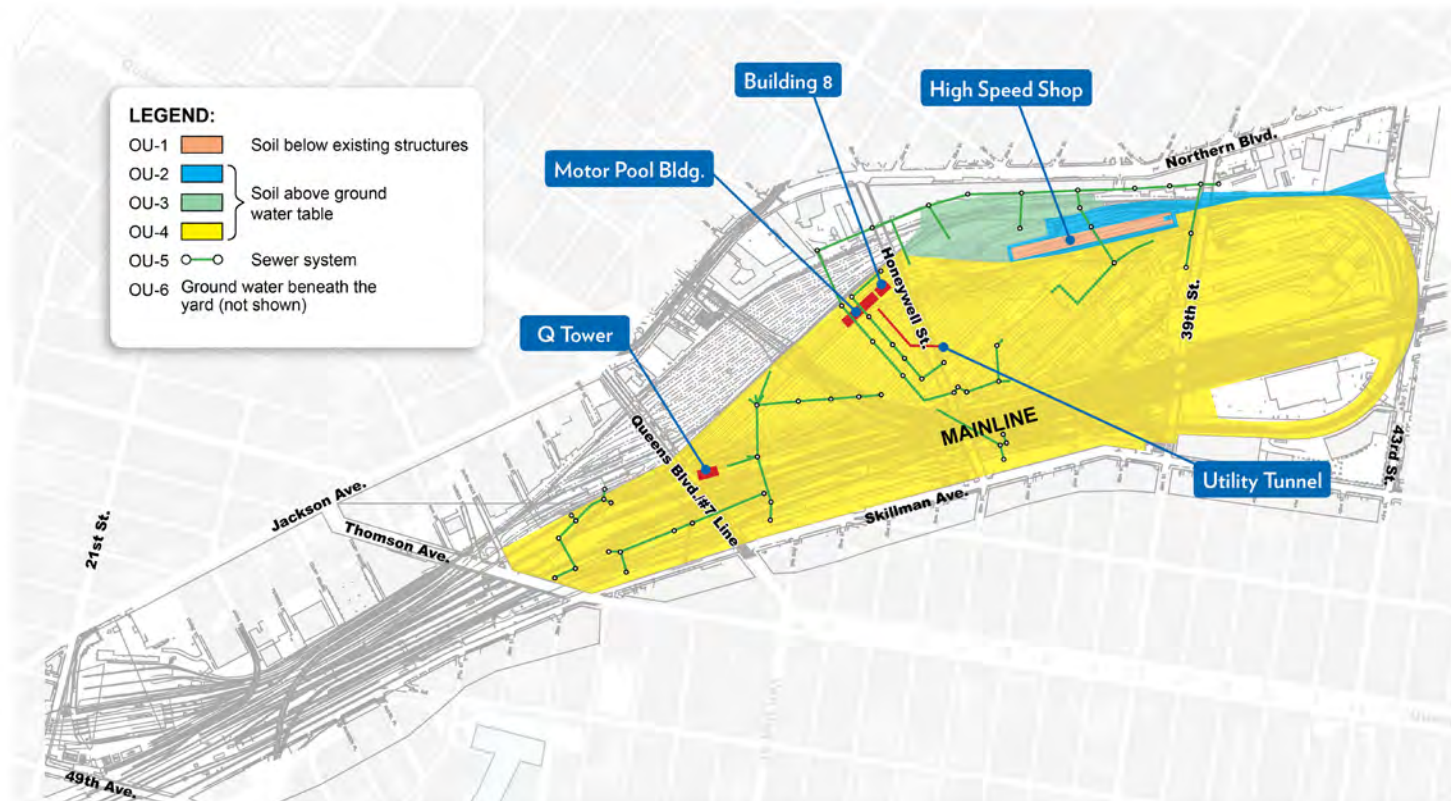 LEGEND:
OU-1 Soil below existing structures
OU-2
OU-3
OU-4
Soil above ground
water table
OU-5 Sewer system
OU-6 Ground water beneath the
yard (not shown)
Building 8
High Speed Shop
Motor Pool Bldg.
Northern Blvd.
Honeywell St.
39th St.
Q Tower
MAINLINE
Queens Blvd./#7 Line
43rd St.
Utility Tunnel
Skillman Ave.
Jackson Ave.
Thomson Ave.
21st St.
49th Ave.